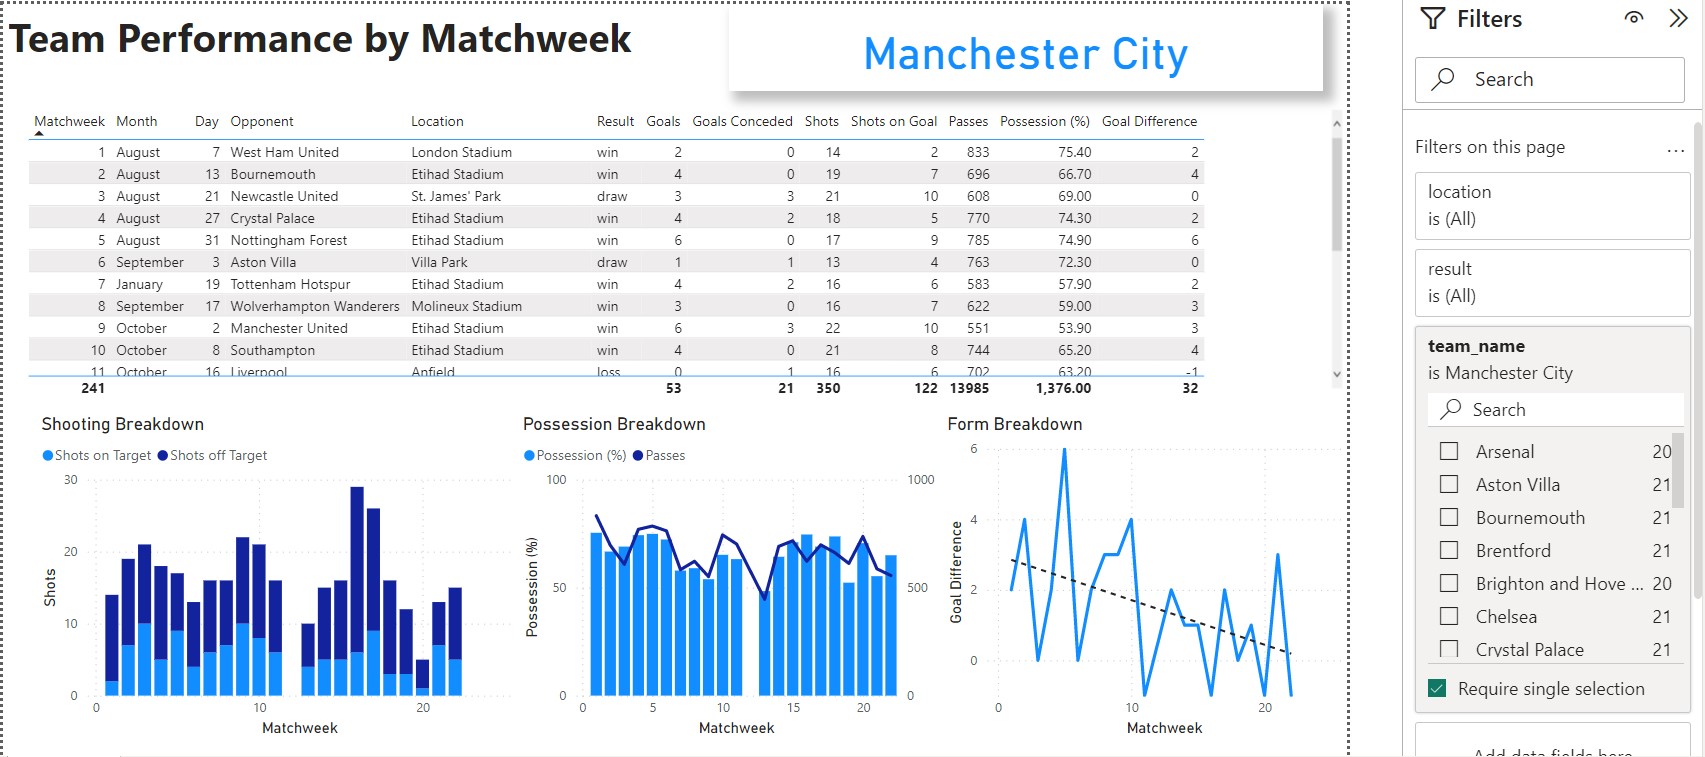 Team Performance by Matchweek
Manchester City
Matchweek Month Day Opponent Location Result Goals Goals Conceded Shots Shots on Goal Passes Possession (%) Goal Difference
1 August 7 West Ham United London Stadium win 2 0 14 2 833 75.40 2
2 August 13 Bournemouth Etihad Stadium win 4 0 19 7 696 66.70 4
3 August 21 Newcastle United St. James' Park draw 3 3 21 10 608 69.00 0
4 August 27 Crystal Palace Etihad Stadium win 4 2 18 5 770 74.30 2
5 August 31 Nottingham Forest Etihad Stadium win 6 0 17 9 785 74.90 6
6 September 3 Aston Villa Villa Park draw 1 1 13 4 763 72.30 0
7 January 19 Tottenham Hotspur Etihad Stadium win 4 2 16 6 583 57.90 2
8 September 17 Wolverhampton Wanderers Molineux Stadium win 3 0 16 7 622 59.00 3
9 October 2 Manchester United Etihad Stadium win 6 3 22 10 551 53.90 3
10 October 8 Southampton Etihad Stadium win 4 0 21 8 744 65.20 4
11 October 16 Liverpool Anfield loss 0 1 16 6 702 63.20 -1
241 53 21 350 122 13985 1,376.00 32
Shooting Breakdown
Shots on Target Shots off Target
30
20
10
0
Shots
0 10 20
Matchweek
Possession Breakdown
Possession (%) Passes
100
50
0
Possession (%)
1000
500
0
0 5 10 15 20
Matchweek
Form Breakdown
6
4
2
0
Goal Difference
0 10 20
Matchweek
Filters
Search
Filters on this page ...
location
is (All)
result
is (All)
team_name
is Manchester City
Search
Arsenal 20
Aston Villa 21
Bournemouth 21
Brentford 21
Brighton and Hove ... 20
Chelsea 21
Crystal Palace 21
Require single selection
Add data fields here